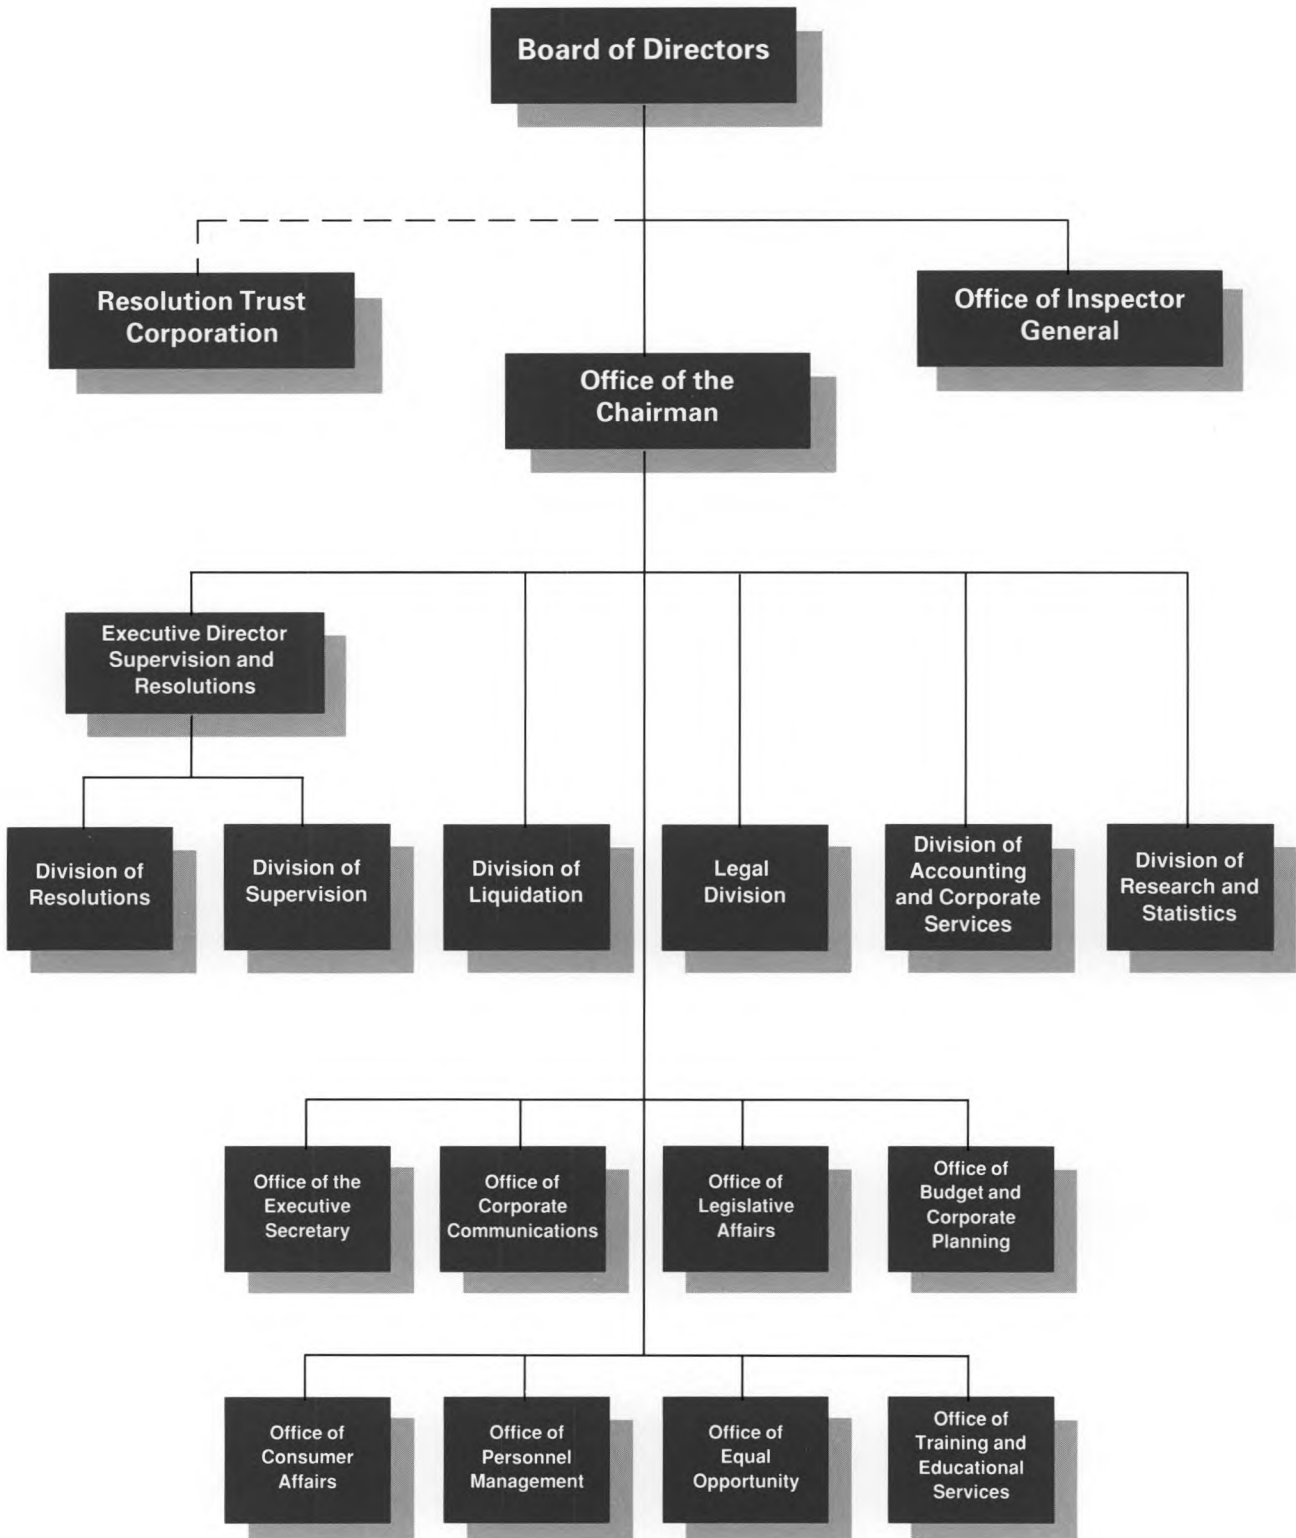 Board of Directors
Resolution Trust
Corporation
Office of Inspector
General
Office of the
Chairman
Executive Director
Supervision and
Resolutions
Division of
Resolutions
Division of
Supervision
Division of
Liquidation
Legal
Division
Division of
Accounting
and Corporate
Services
Division of
Research and
Statistics
Office of the
Executive
Secretary
Office of
Corporate
Communications
Office of
Legislative
Affairs
Office of
Budget and
Corporate
Planning
Office of
Consumer
Affairs
Office of
Personnel
Management
Office of
Equal
Opportunity
Office of
Training and
Educational
Services